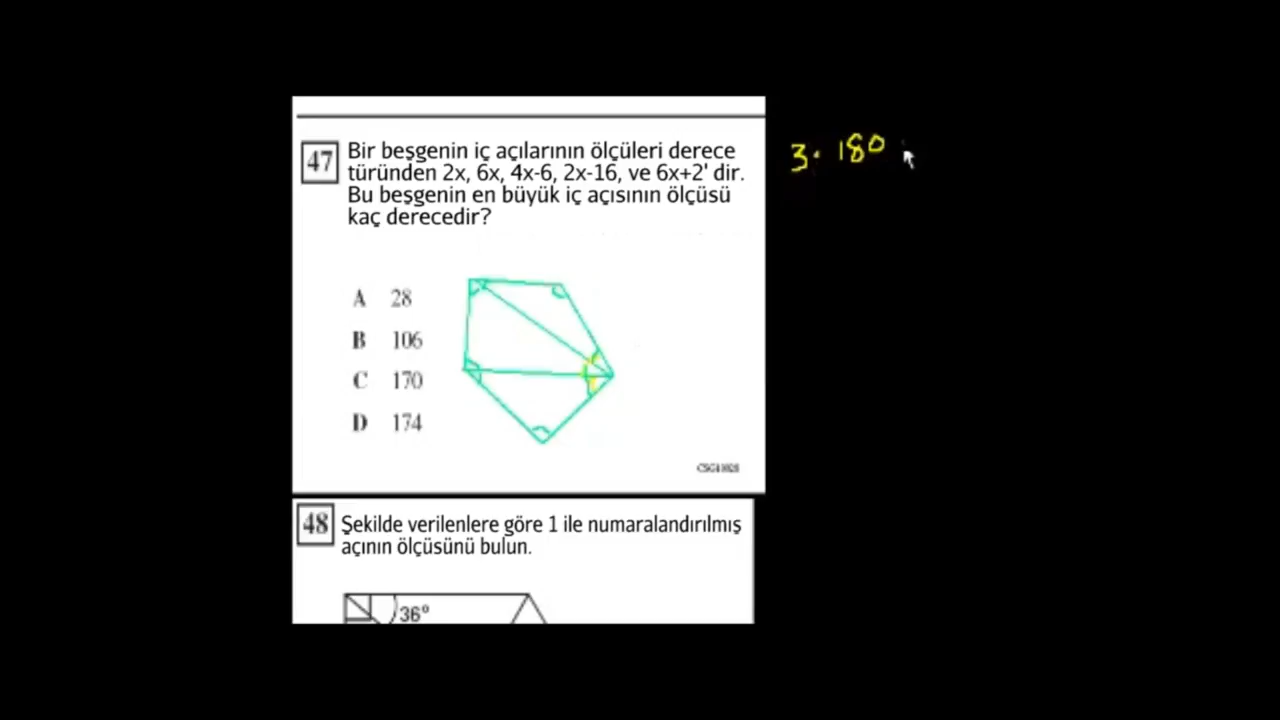 47 Bir beşgenin iç açılarının ölçüleri derece
türünden 2x, 6x, 4x-6, 2x-16, ve 6x+2' dir.
Bu beşgenin en büyük iç açısının ölçüsü
kaç derecedir?
3. 180
A 28
B 106
C 170
D 174
48 Şekilde verilenlere göre 1 ile numaralandırılmış
açının ölçüsünü bulun.
36°